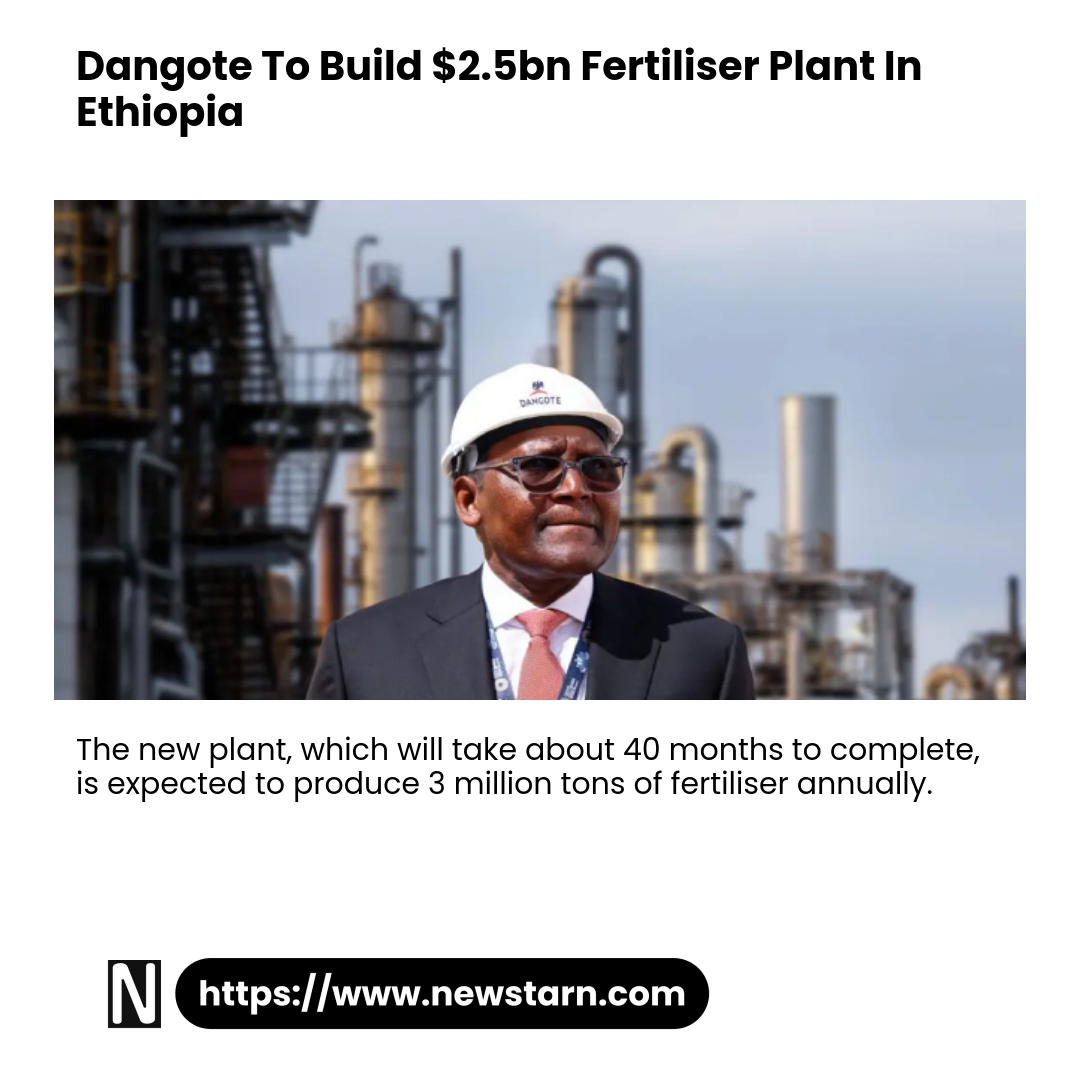 Dangote To Build $2.5bn Fertiliser Plant In
Ethiopia
DANGOTE
The new plant, which will take about 40 months to complete,
is expected to produce 3 million tons of fertiliser annually.
N
https://www.newstarn.com